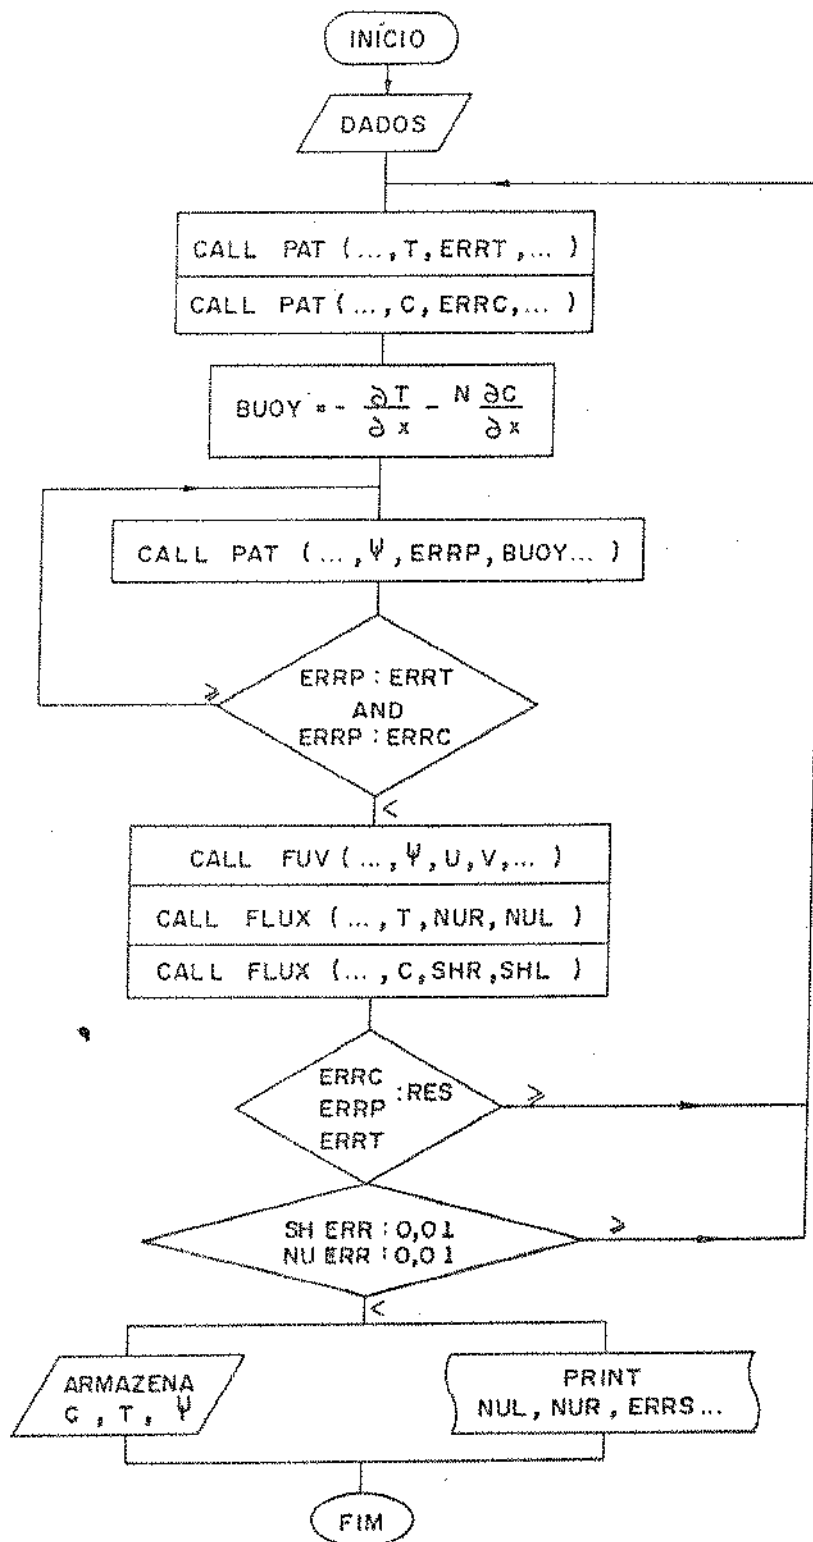 INÍCIO
DADOS
CALL PAT (..., T, ERRT, ...)
CALL PAT (..., C, ERRC, ...)
BUOY = - ∂T/∂x - N ∂C/∂x
CALL PAT (..., Ψ, ERRP, BUOY...)
ERRP : ERRT
≥
AND
ERRP : ERRC
<
CALL FUV (..., Ψ, U, V, ...)
CALL FLUX (..., T, NUR, NUL)
CALL FLUX (..., C, SHR, SHL)
ERRC
ERRP :RES ≥
ERRT
SH ERR : 0,01 ≥
NU ERR : 0,01
<
ARMAZENA
C , T , Ψ
PRINT
NUL, NUR, ERRS...
FIM